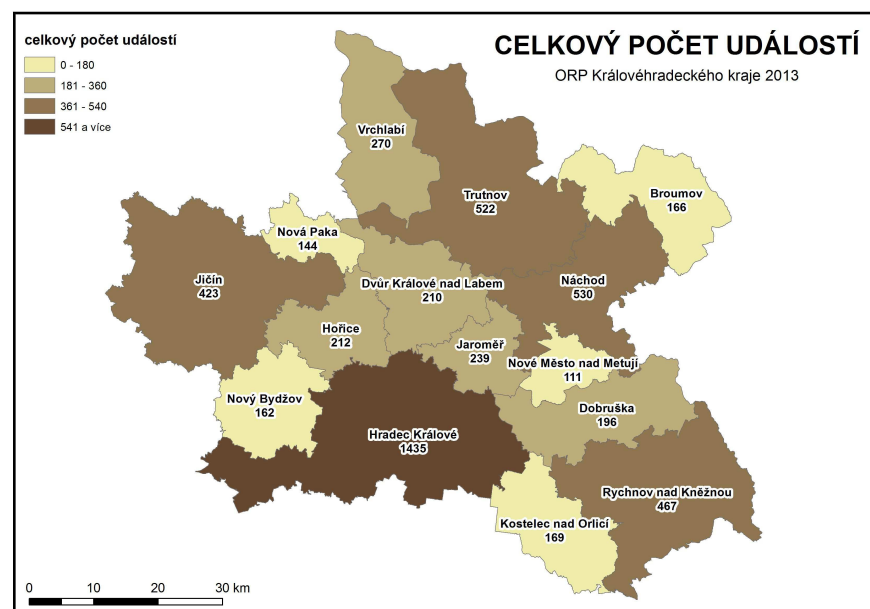 celkový počet událostí
0 - 180
181 - 360
361 - 540
541 a více
CELKOVÝ POČET UDÁLOSTÍ
ORP Královéhradeckého kraje 2013
Vrchlabí
270
Trutnov
522
Broumov
166
Nová Paka
144
Jičín
423
Dvůr Králové nad Labem
210
Náchod
530
Hořice
212
Jaroměř
239
Nové Město nad Metují
111
Nový Bydžov
162
Dobruška
196
Hradec Králové
1435
Rychnov nad Kněžnou
467
Kostelec nad Orlicí
169
0 10 20 30 km